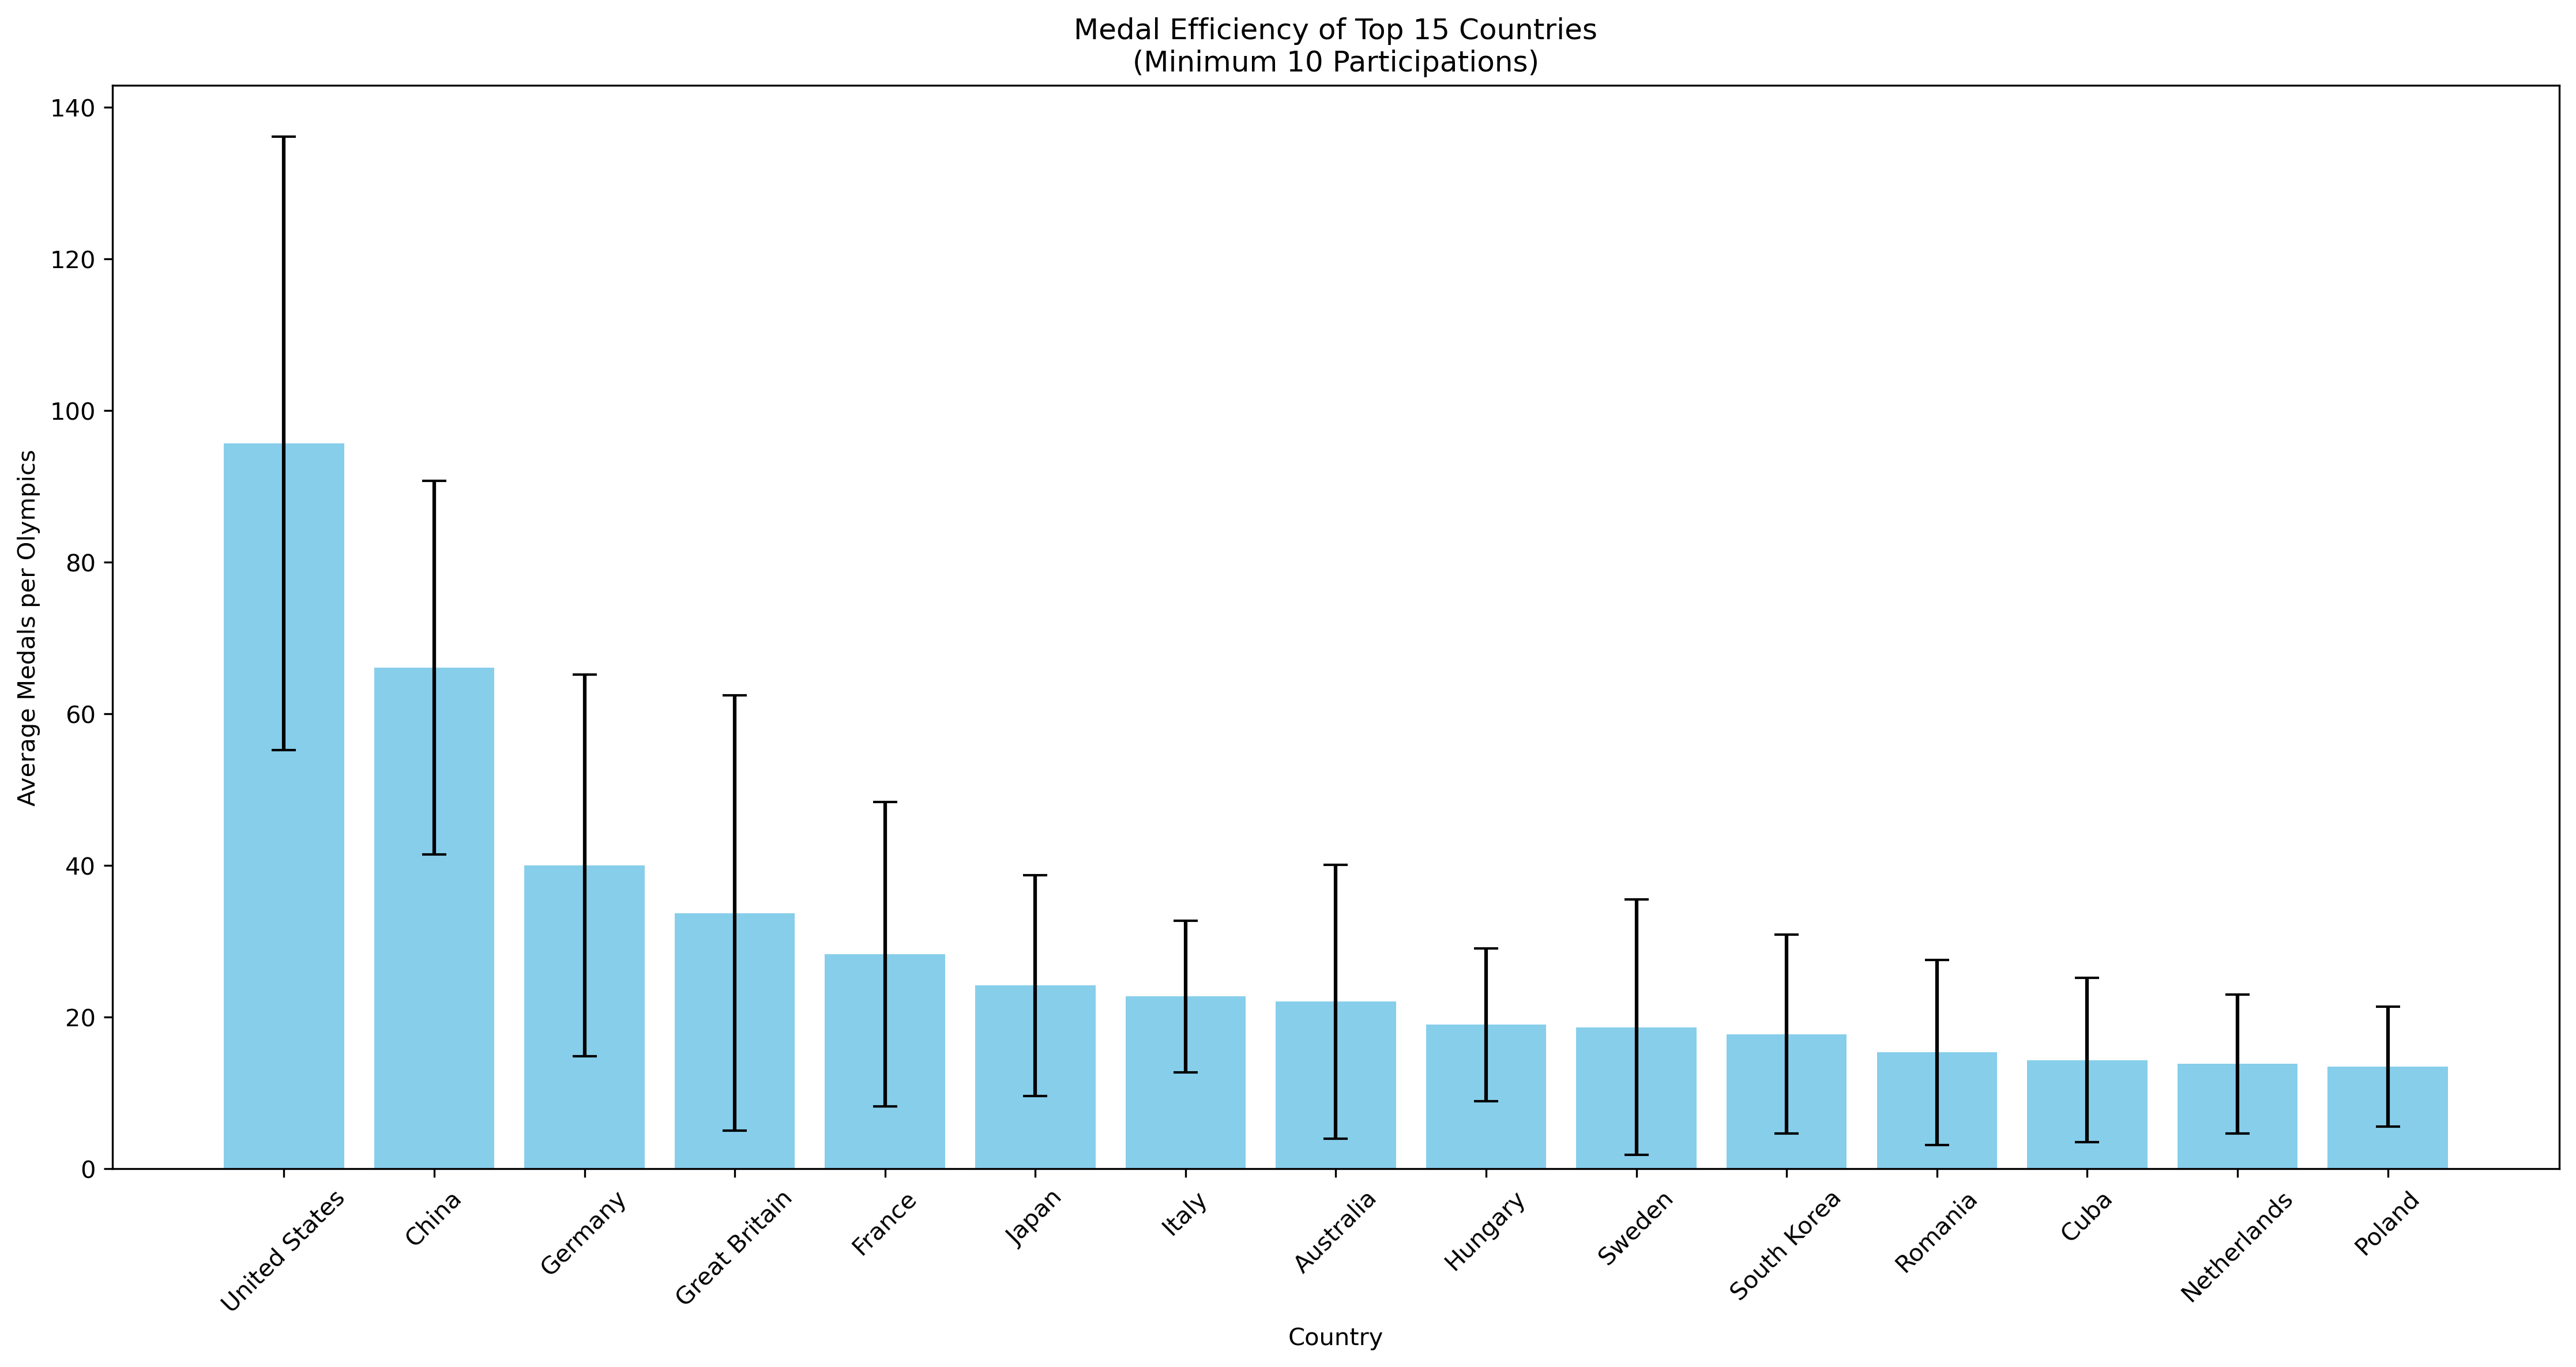 Medal Efficiency of Top 15 Countries
(Minimum 10 Participations)
Average Medals per Olympics
140
120
100
80
60
40
20
0
United States
China
Germany
Great Britain
France
Japan
Italy
Australia
Hungary
Sweden
South Korea
Romania
Cuba
Netherlands
Poland
Country